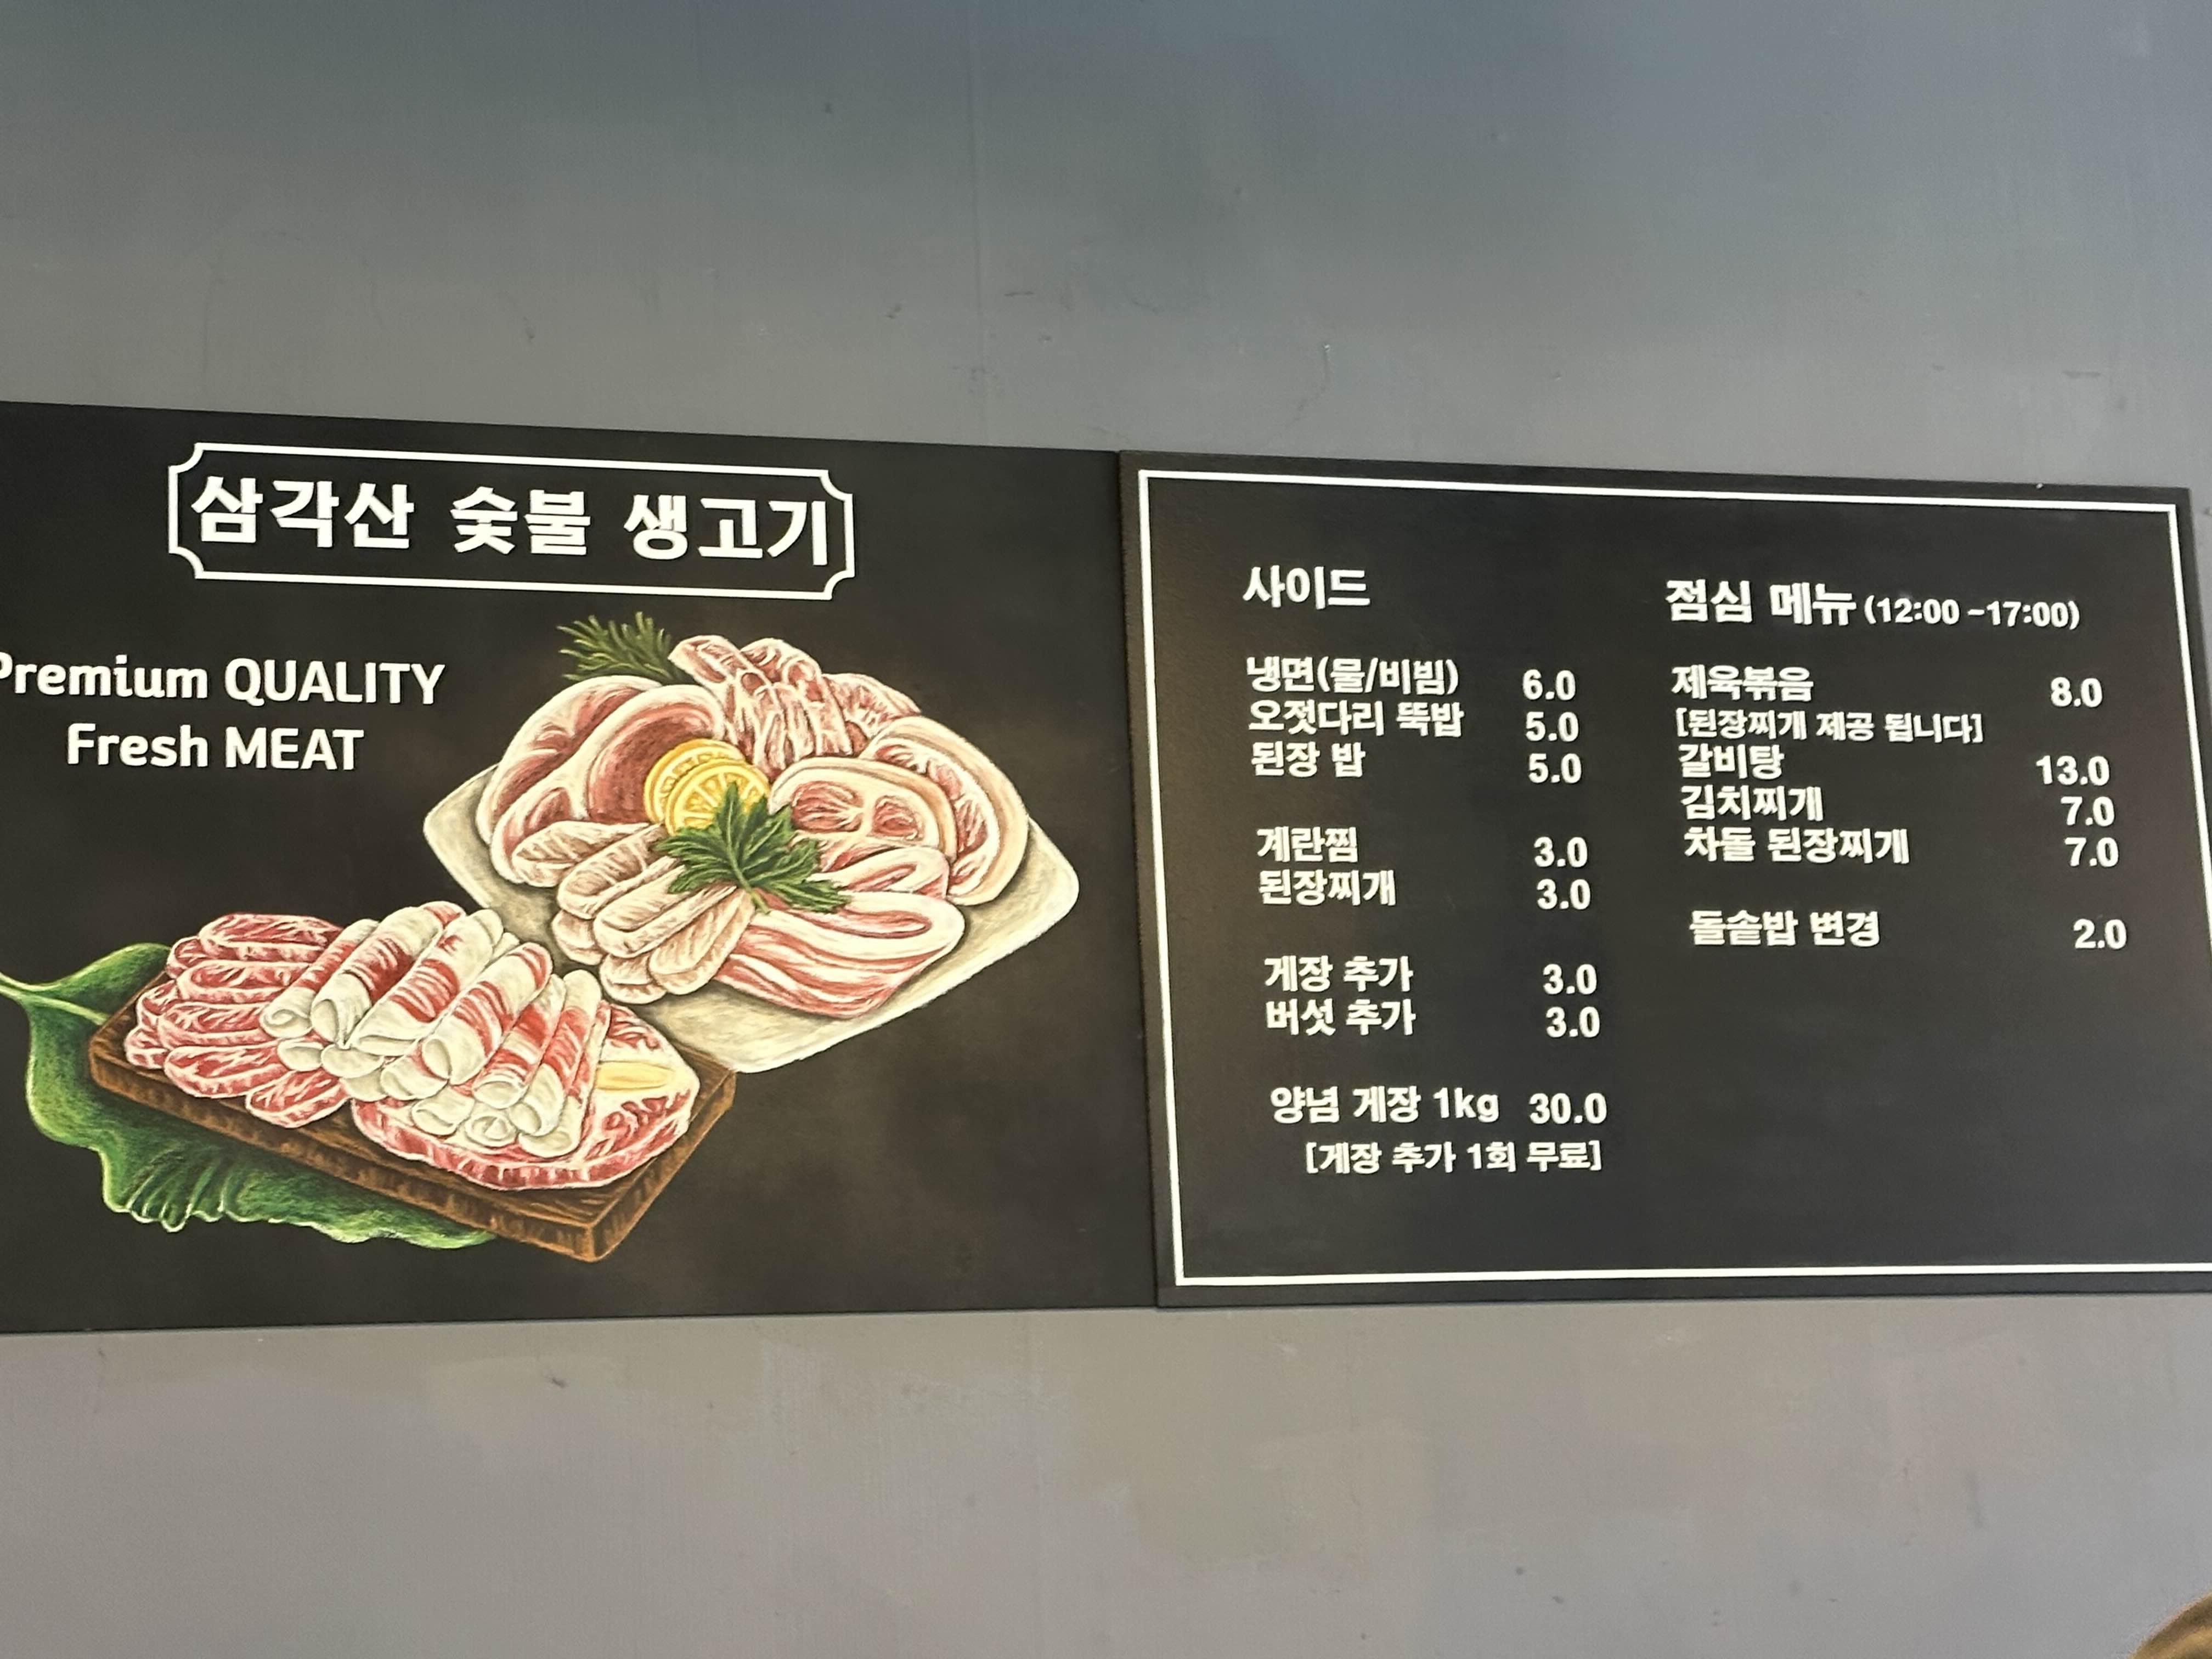 삼각산 숯불 생고기
Premium QUALITY
Fresh MEAT
사이드
냉면(물/비빔) 6.0
오젓다리 뚝밥 5.0
된장 밥 5.0
계란찜 3.0
된장찌개 3.0
게장 추가 3.0
버섯 추가 3.0
양념 게장 1kg 30.0
[게장 추가 1회 무료]
점심 메뉴 (12:00 -17:00)
제육볶음 8.0
[된장찌개 제공 됩니다]
갈비탕 13.0
김치찌개 7.0
차돌 된장찌개 7.0
돌솥밥 변경 2.0